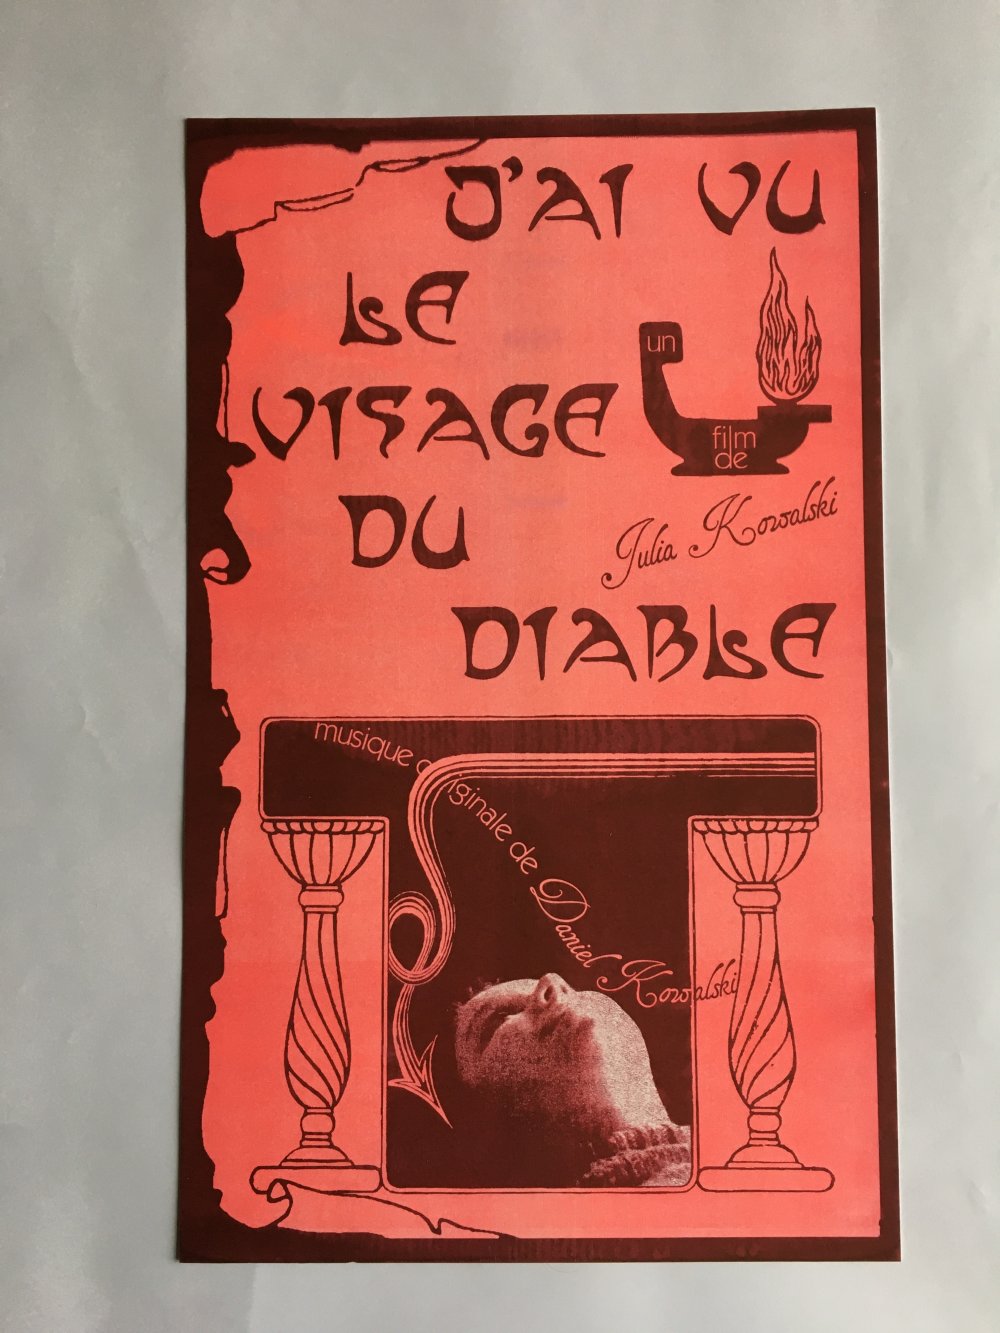 J'AI VU
LE
VISAGE
DU
DIABLE
un
film
de
Julia Kowalski
musique originale de Daniel Kowalski